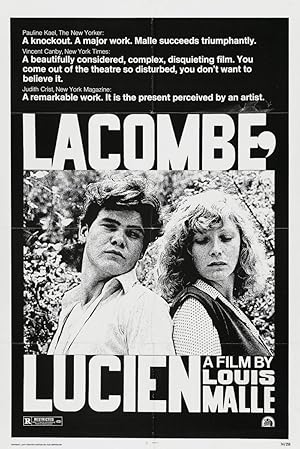 Pauline Kael, The New Yorker:
A knockout. A major work. Malle succeeds triumphantly.
Vincent Canby, New York Times:
A beautifully considered, complex, disquieting film. You
come out of the theatre so disturbed, you don't want to
believe it.
Judith Crist, New York Magazine:
A remarkable work. It is the present perceived by an artist.
LACOMBE,
LUCIEN
A FILM BY
LOUIS
MALLE
R RESTRICTED